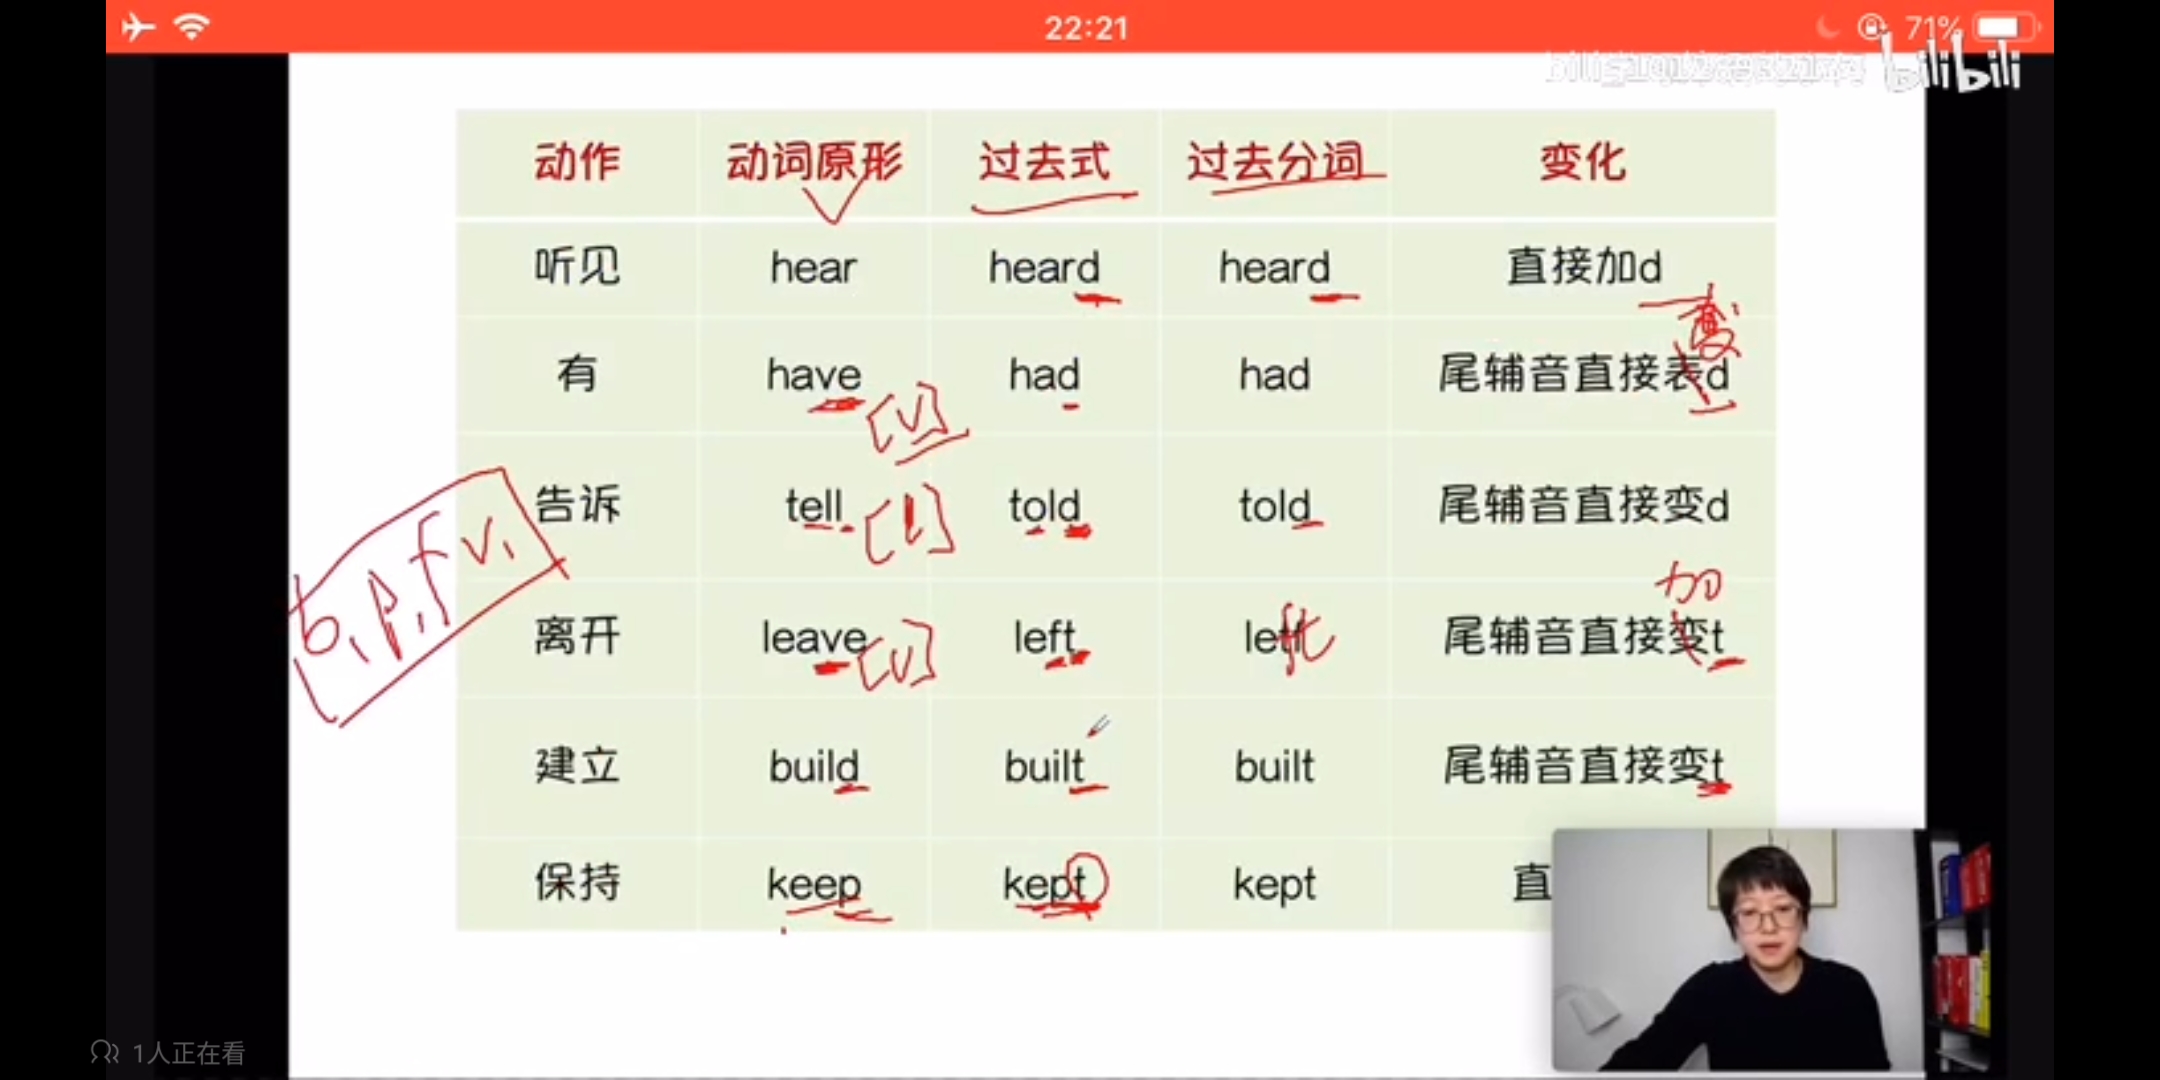 22:21
71%
bilibili
动作 动词原形 过去式 过去分词 变化
听见 hear heard heard 直接加d
变
有 have had had 尾辅音直接表d
[v]
告诉 tell told told 尾辅音直接变d
[l]
b, p, f v,
加
离开 leave left left 尾辅音直接变t
[v] ft
建立 build built built 尾辅音直接变t
保持 keep kept kept 直
1人正在看